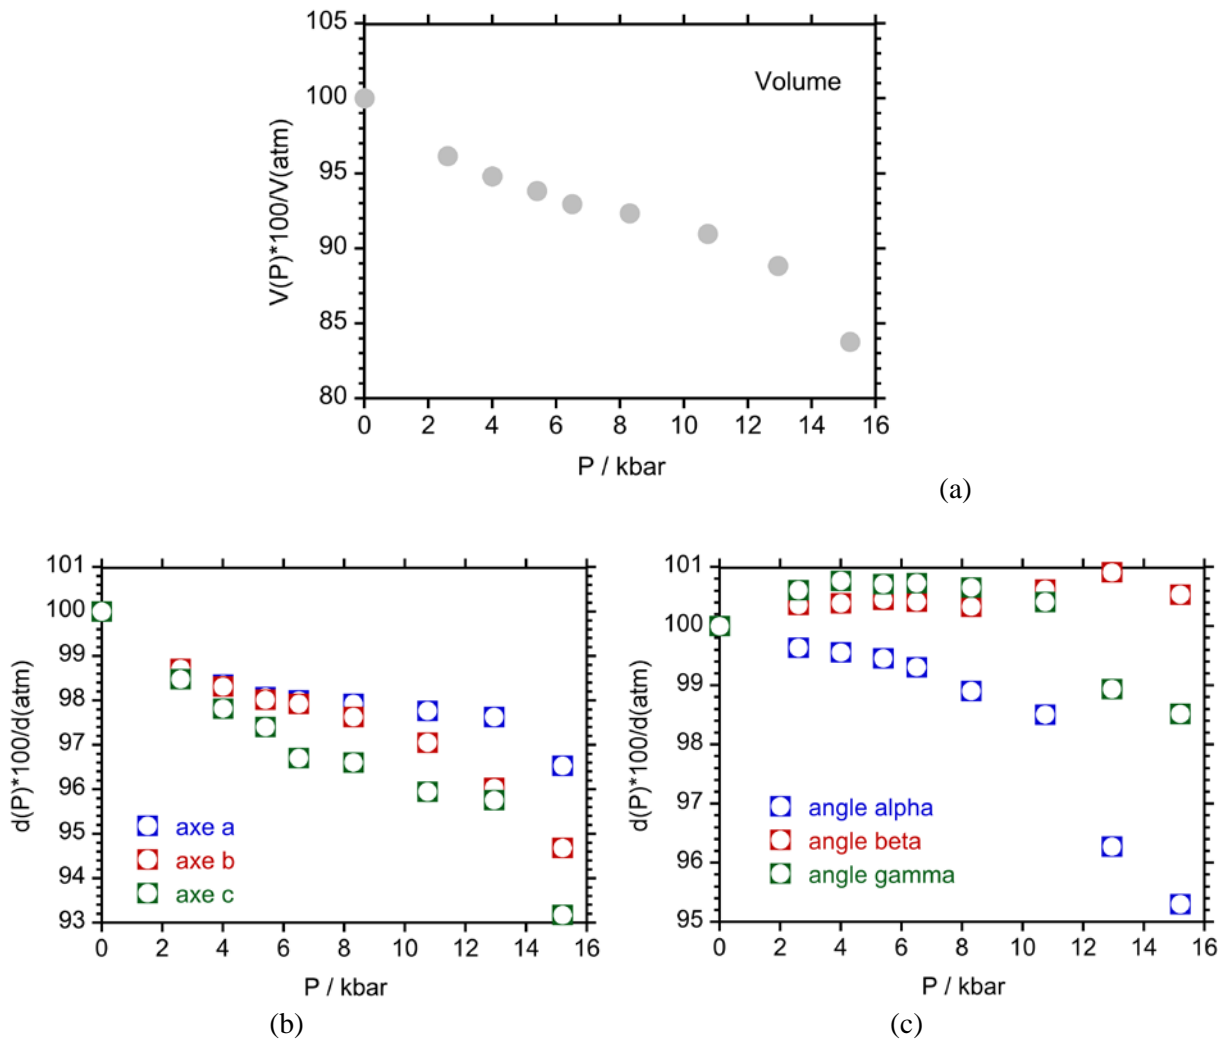 105
100
95
90
85
80
V(P)*100/V(atm)
Volume
0 2 4 6 8 10 12 14 16
P / kbar
(a)
101
100
99
98
97
96
95
94
93
d(P)*100/d(atm)
axe a
axe b
axe c
0 2 4 6 8 10 12 14 16
P / kbar
(b)
101
100
99
98
97
96
95
d(P)*100/d(atm)
angle alpha
angle beta
angle gamma
0 2 4 6 8 10 12 14 16
P / kbar
(c)